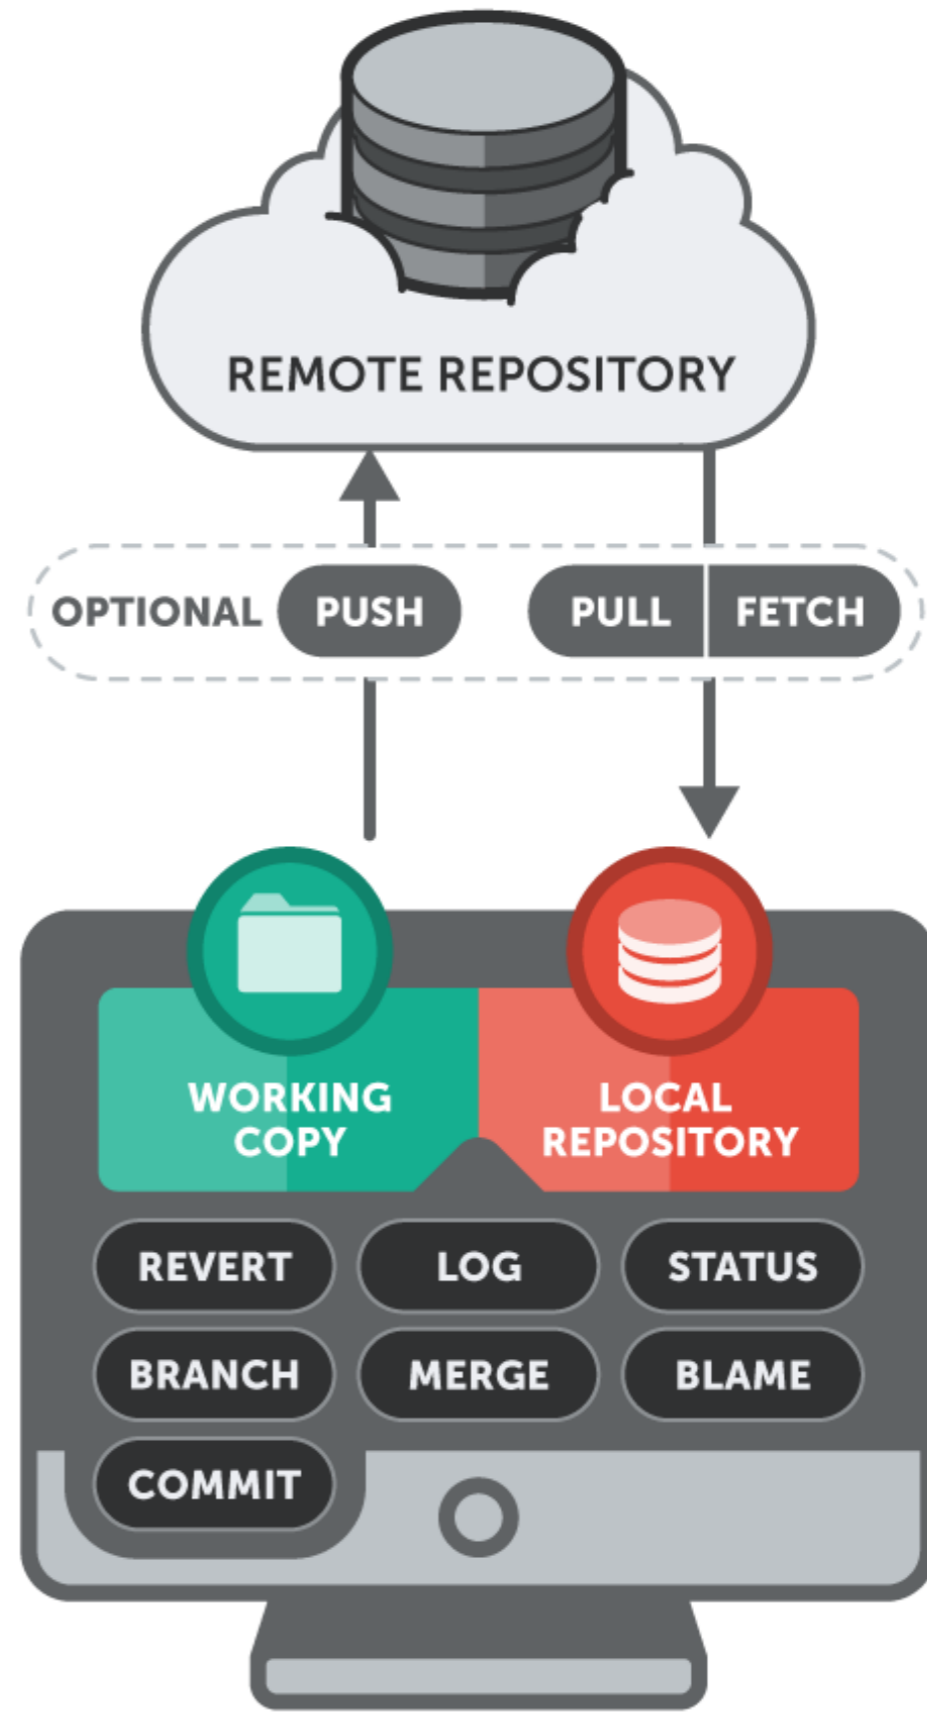 REMOTE REPOSITORY
OPTIONAL PUSH PULL FETCH
WORKING
COPY
LOCAL
REPOSITORY
REVERT LOG STATUS
BRANCH MERGE BLAME
COMMIT